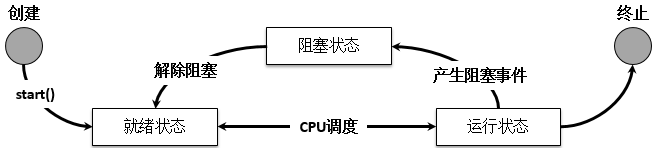 创建
终止
阻塞状态
解除阻塞
产生阻塞事件
start()
就绪状态
CPU调度
运行状态